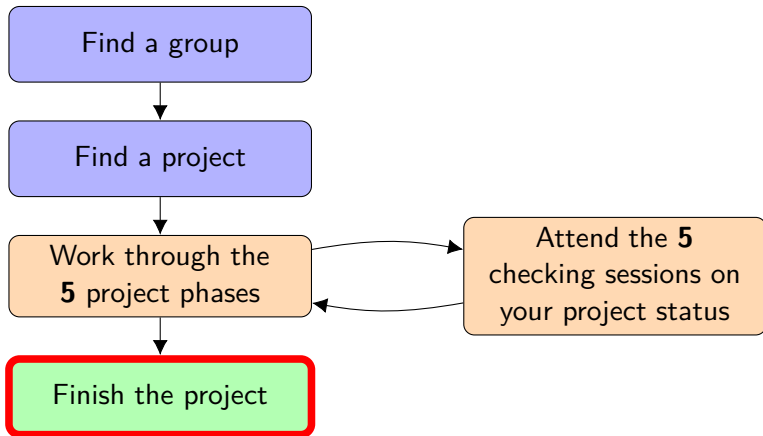 Find a group
Find a project
Work through the
5 project phases
Attend the 5
checking sessions on
your project status
Finish the project